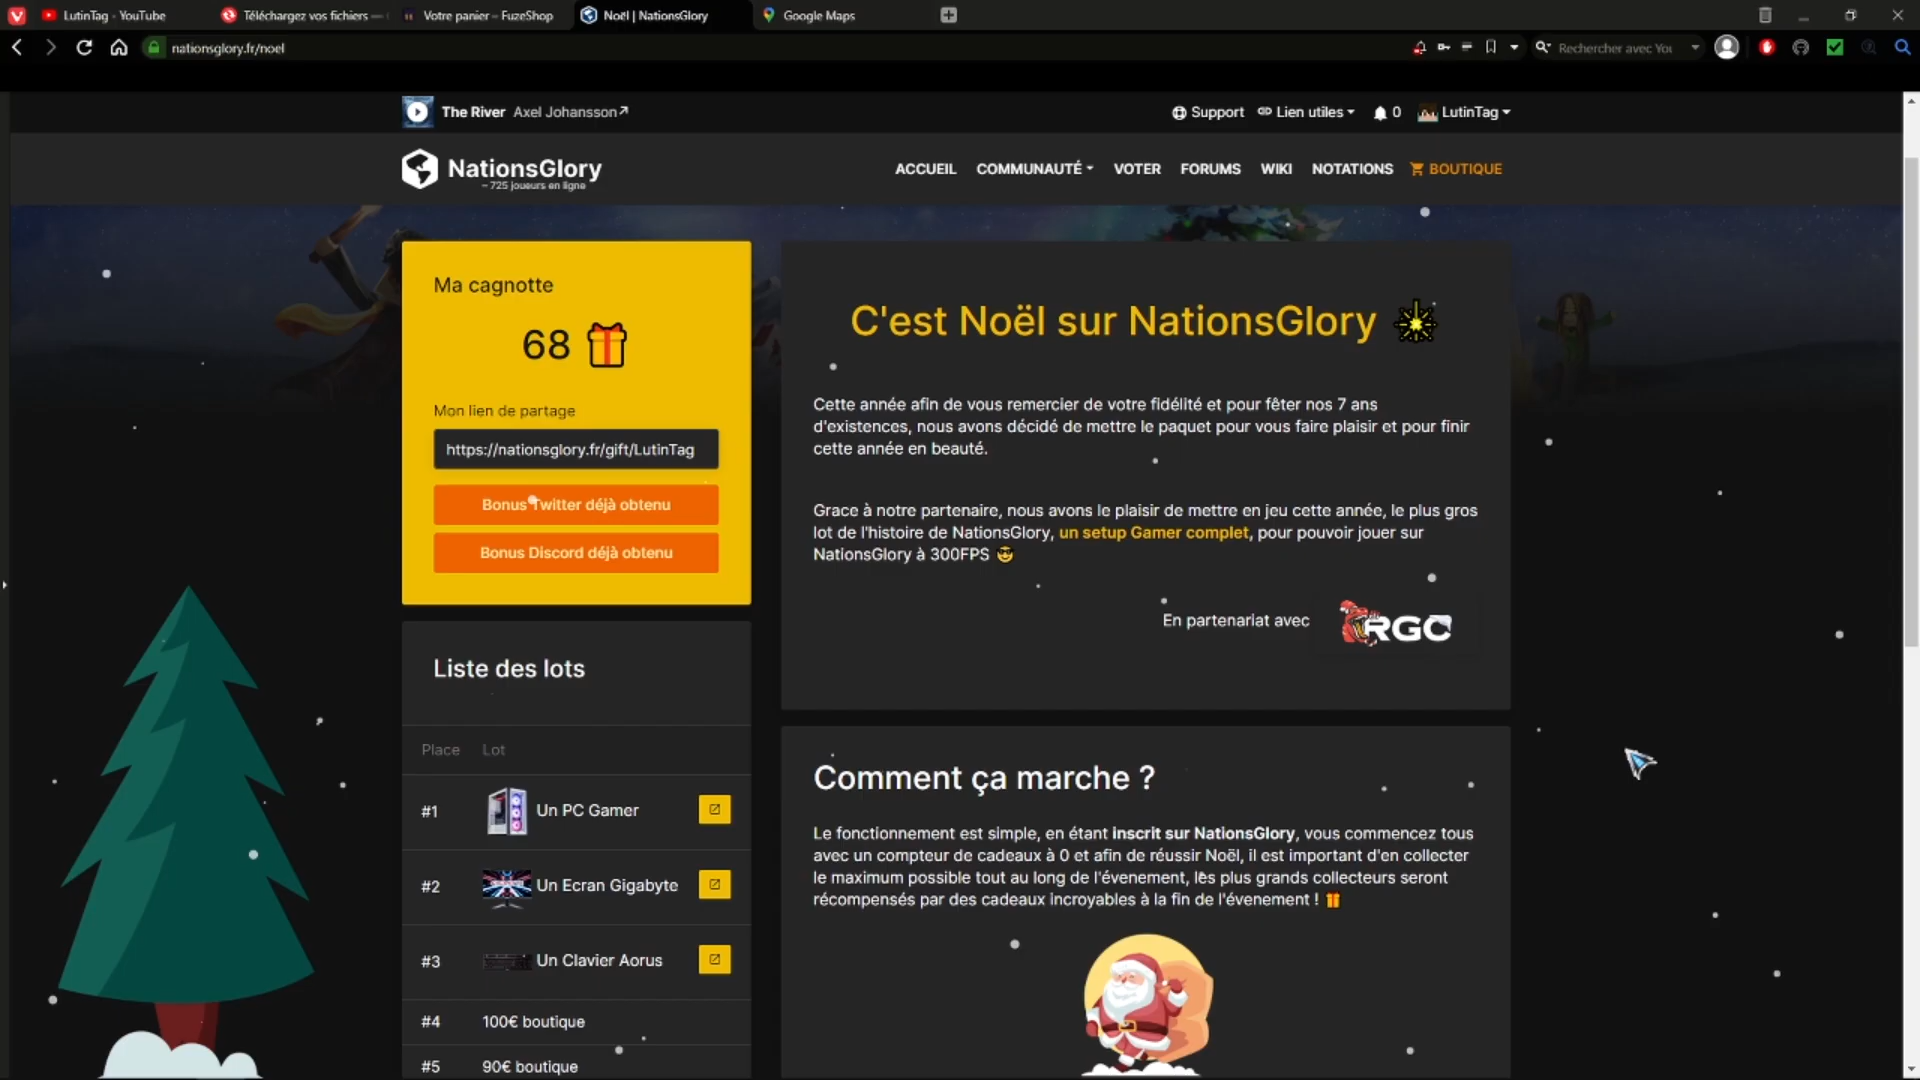 LutinTag - YouTube
Téléchargez vos fichiers —
Votre panier – FuzeShop
Noël | NationsGlory
Google Maps
nationsglory.fr/noel
Rechercher avec You
The River Axel Johansson
Support
Lien utiles
0
LutinTag
NationsGlory
~ 725 joueurs en ligne
ACCUEIL
COMMUNAUTÉ
VOTER
FORUMS
WIKI
NOTATIONS
BOUTIQUE
Ma cagnotte
68
Mon lien de partage
https://nationsglory.fr/gift/LutinTag
Bonus Twitter déjà obtenu
Bonus Discord déjà obtenu
Liste des lots
Place Lot
#1 Un PC Gamer
#2 Un Ecran Gigabyte
#3 Un Clavier Aorus
#4 100€ boutique
#5 90€ boutique
C'est Noël sur NationsGlory
Cette année afin de vous remercier de votre fidélité et pour fêter nos 7 ans
d'existences, nous avons décidé de mettre le paquet pour vous faire plaisir et pour finir
cette année en beauté.
Grace à notre partenaire, nous avons le plaisir de mettre en jeu cette année, le plus gros
lot de l'histoire de NationsGlory, un setup Gamer complet, pour pouvoir jouer sur
NationsGlory à 300FPS
En partenariat avec
RGC
Comment ça marche ?
Le fonctionnement est simple, en étant inscrit sur NationsGlory, vous commencez tous
avec un compteur de cadeaux à 0 et afin de réussir Noël, il est important d'en collecter
le maximum possible tout au long de l'évenement, les plus grands collecteurs seront
récompensés par des cadeaux incroyables à la fin de l'évenement !